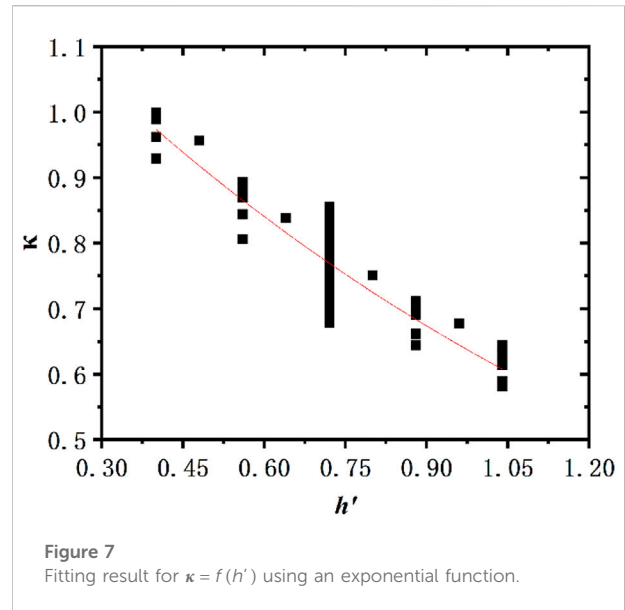 1.1
1.0
0.9
0.8
0.7
0.6
0.5
κ
0.30 0.45 0.60 0.75 0.90 1.05 1.20
h′
Figure 7
Fitting result for κ = f (h′ ) using an exponential function.